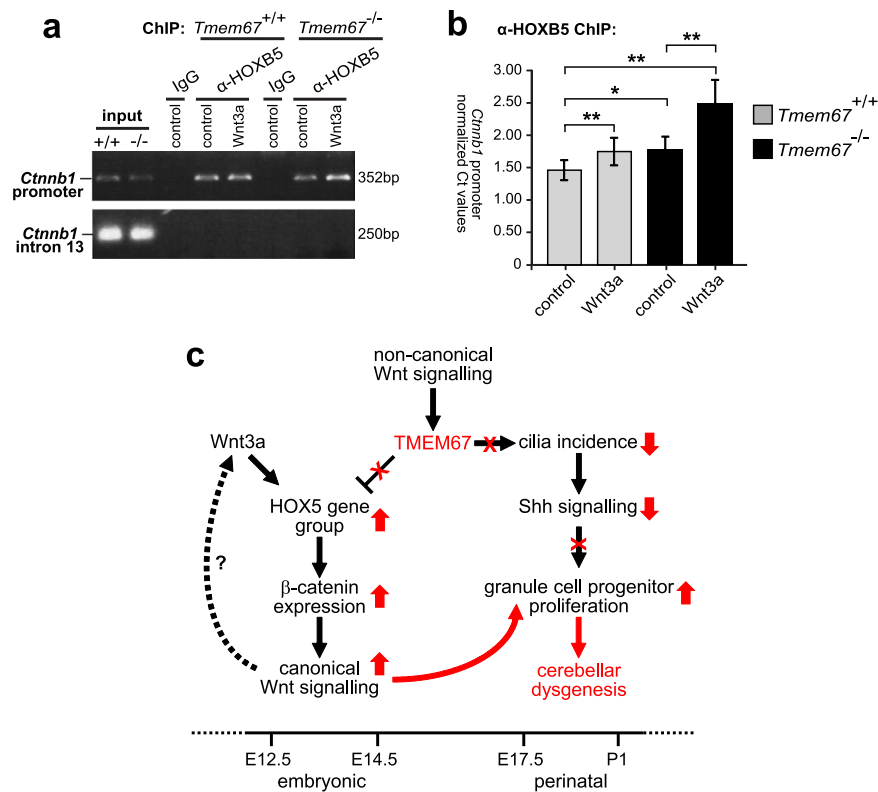 a
ChIP: Tmem67+/+ Tmem67-/-
IgG α-HOXB5 IgG α-HOXB5
input control control Wnt3a control control Wnt3a
+/+ -/-
Ctnnb1 promoter 352bp
Ctnnb1 intron 13 250bp
b
α-HOXB5 ChIP:
** 
**
*
**
Ctnnb1 promoter
normalized Ct values
3.00
2.50
2.00
1.50
1.00
0.50
0
control Wnt3a control Wnt3a
Tmem67+/+
Tmem67-/-
c
non-canonical
Wnt signalling
Wnt3a TMEM67 cilia incidence
HOX5 gene
group
Shh signalling
?
β-catenin
expression
granule cell progenitor
proliferation
canonical
Wnt signalling
cerebellar
dysgenesis
E12.5 E14.5 E17.5 P1
embryonic perinatal